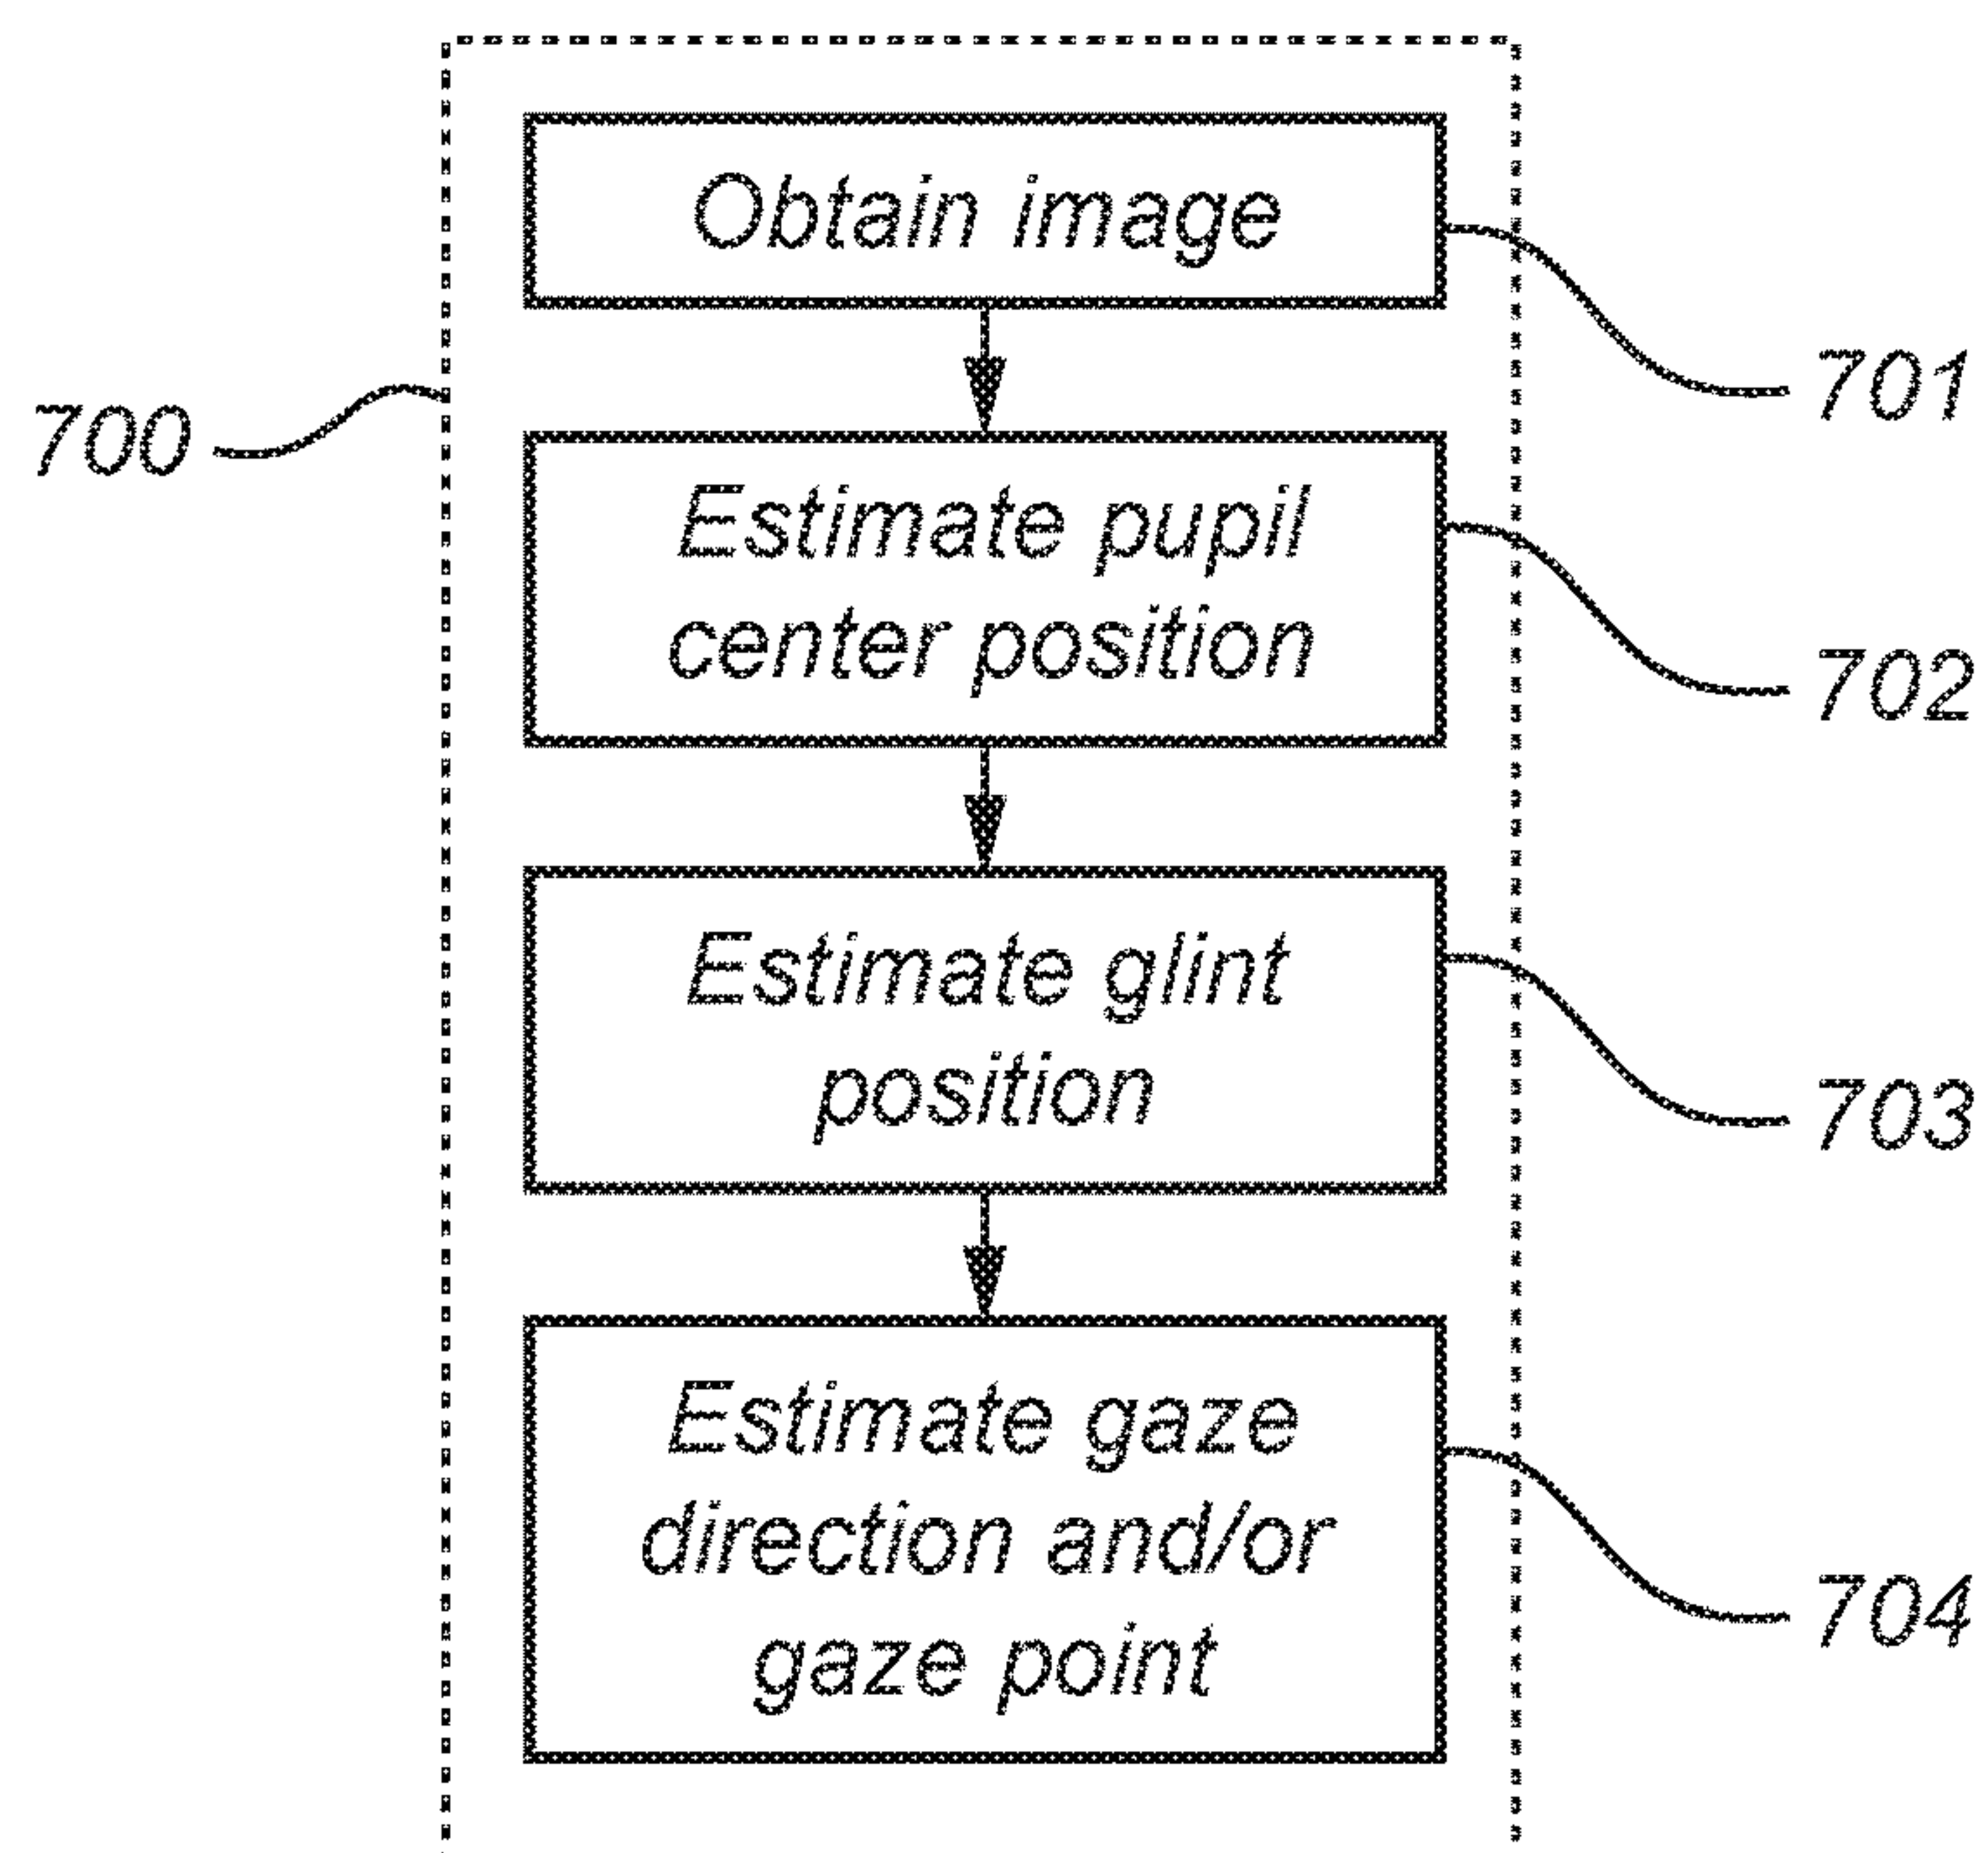 Obtain image
701
700
Estimate pupil
center position
702
Estimate glint
position
703
Estimate gaze
direction and/or
gaze point
704